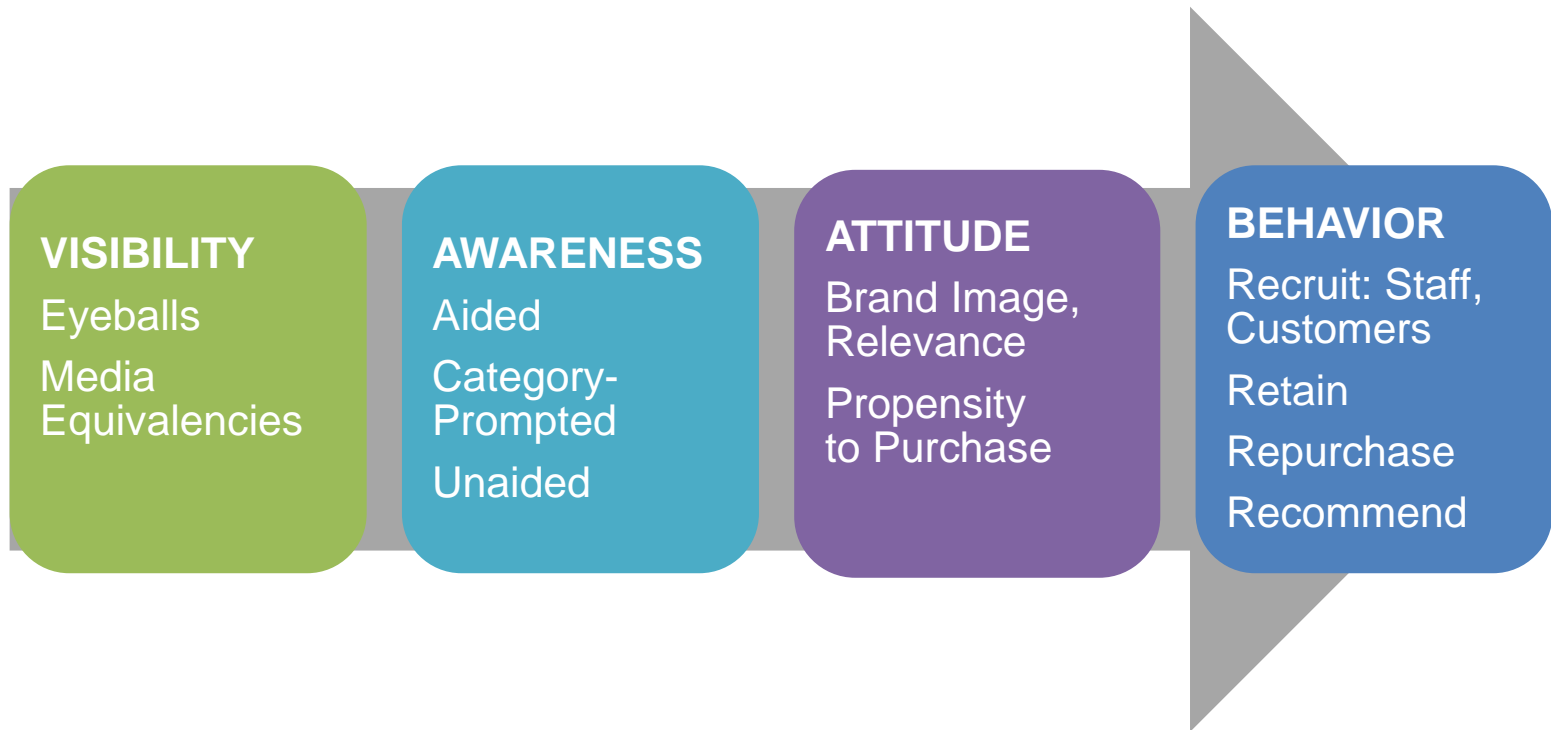 VISIBILITY
Eyeballs
Media
Equivalencies
AWARENESS
Aided
Category-
Prompted
Unaided
ATTITUDE
Brand Image,
Relevance
Propensity
to Purchase
BEHAVIOR
Recruit: Staff,
Customers
Retain
Repurchase
Recommend